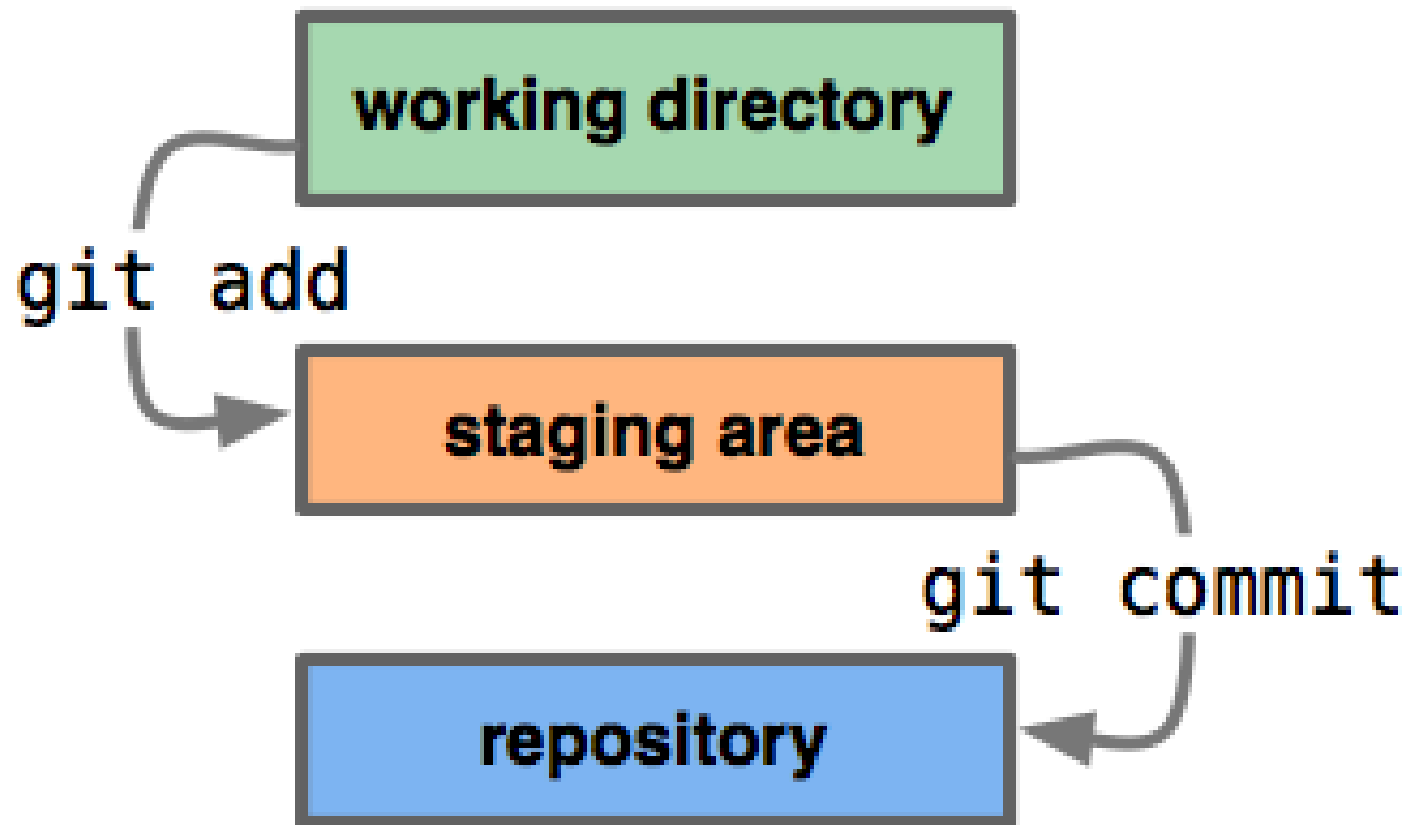 working directory
git add
staging area
git commit
repository